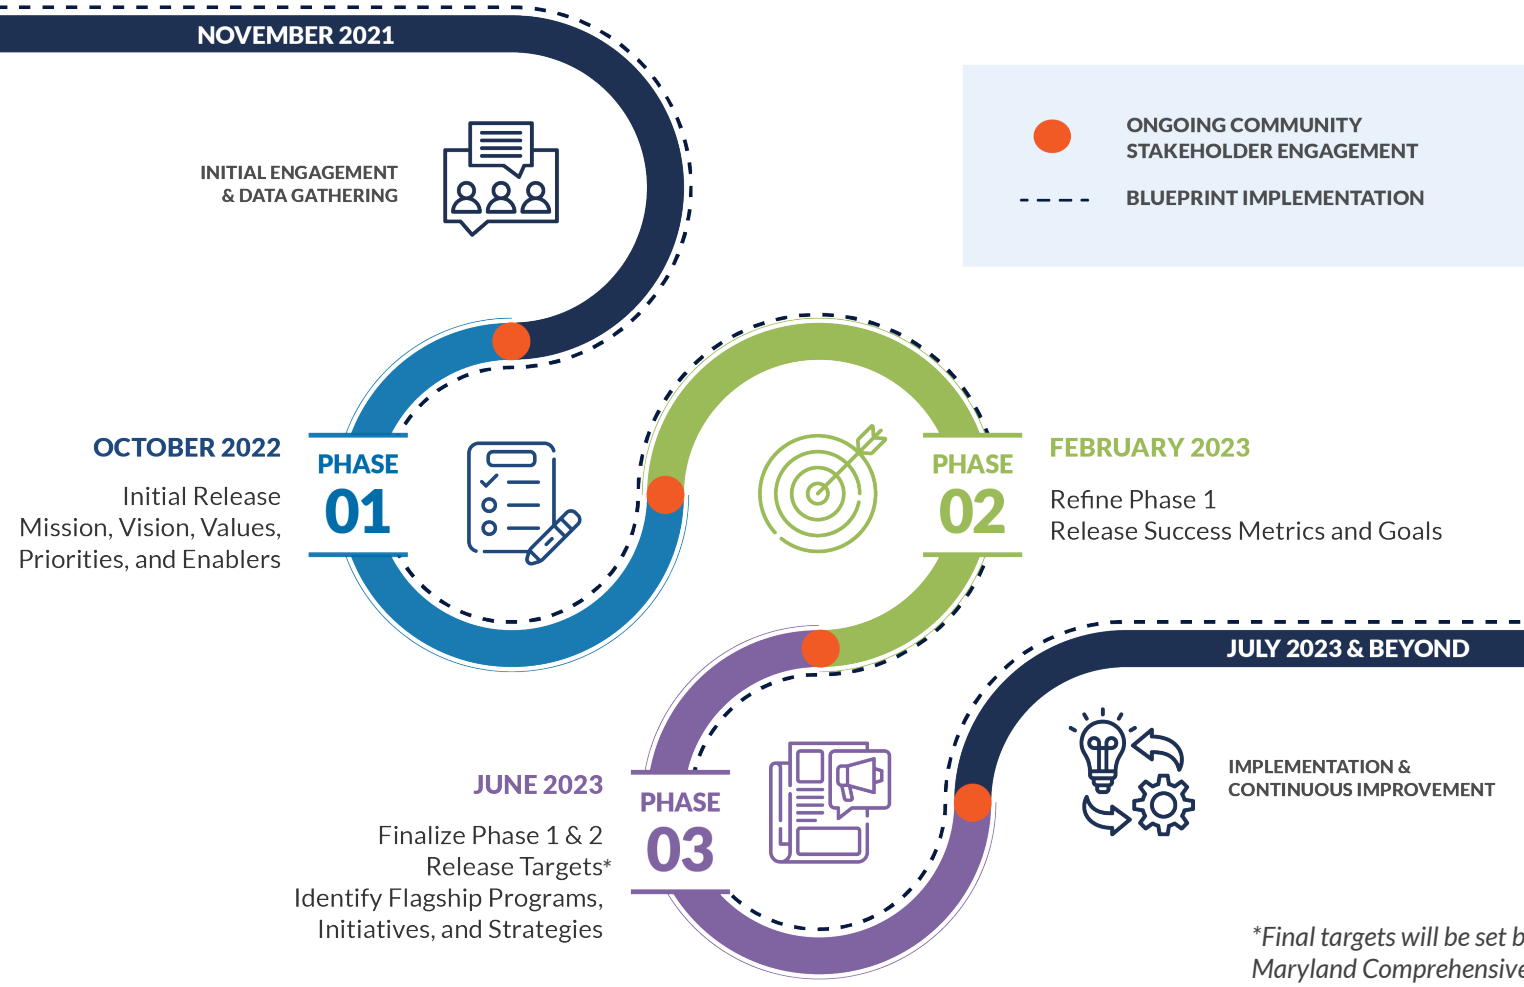 NOVEMBER 2021
INITIAL ENGAGEMENT
& DATA GATHERING
ONGOING COMMUNITY
STAKEHOLDER ENGAGEMENT
BLUEPRINT IMPLEMENTATION
OCTOBER 2022
Initial Release
Mission, Vision, Values,
Priorities, and Enablers
PHASE
01
PHASE
02
FEBRUARY 2023
Refine Phase 1
Release Success Metrics and Goals
JUNE 2023
Finalize Phase 1 & 2
Release Targets*
Identify Flagship Programs,
Initiatives, and Strategies
PHASE
03
JULY 2023 & BEYOND
IMPLEMENTATION &
CONTINUOUS IMPROVEMENT
*Final targets will be set
Maryland Comprehensive